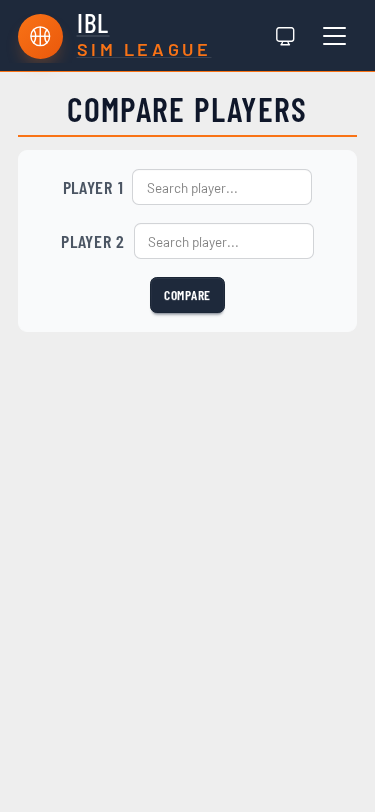 IBL
SIM LEAGUE
COMPARE PLAYERS
PLAYER 1 Search player...
PLAYER 2 Search player...
COMPARE